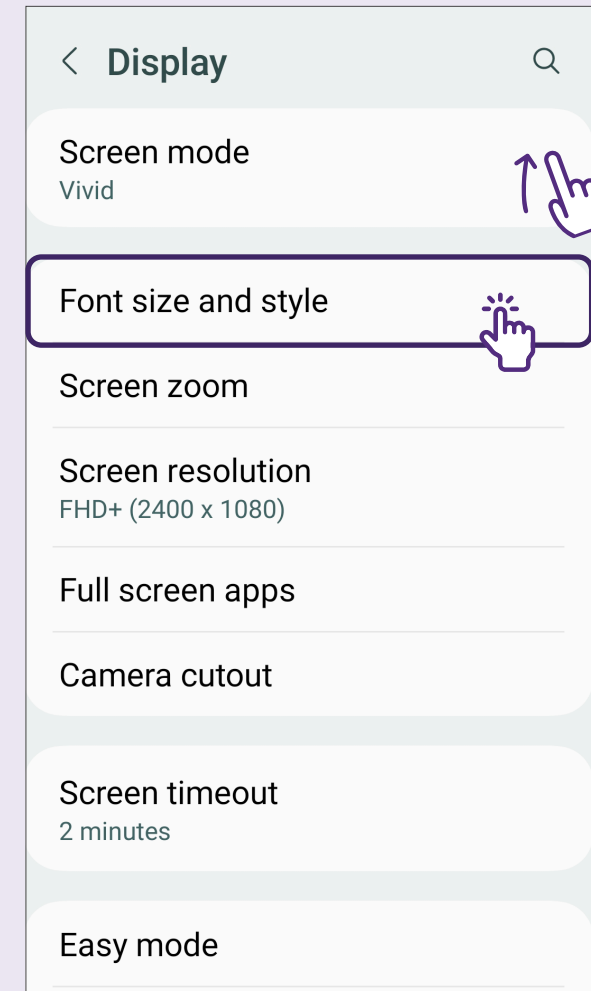 Display
Screen mode
Vivid
Font size and style
Screen zoom
Screen resolution
FHD+ (2400 x 1080)
Full screen apps
Camera cutout
Screen timeout
2 minutes
Easy mode